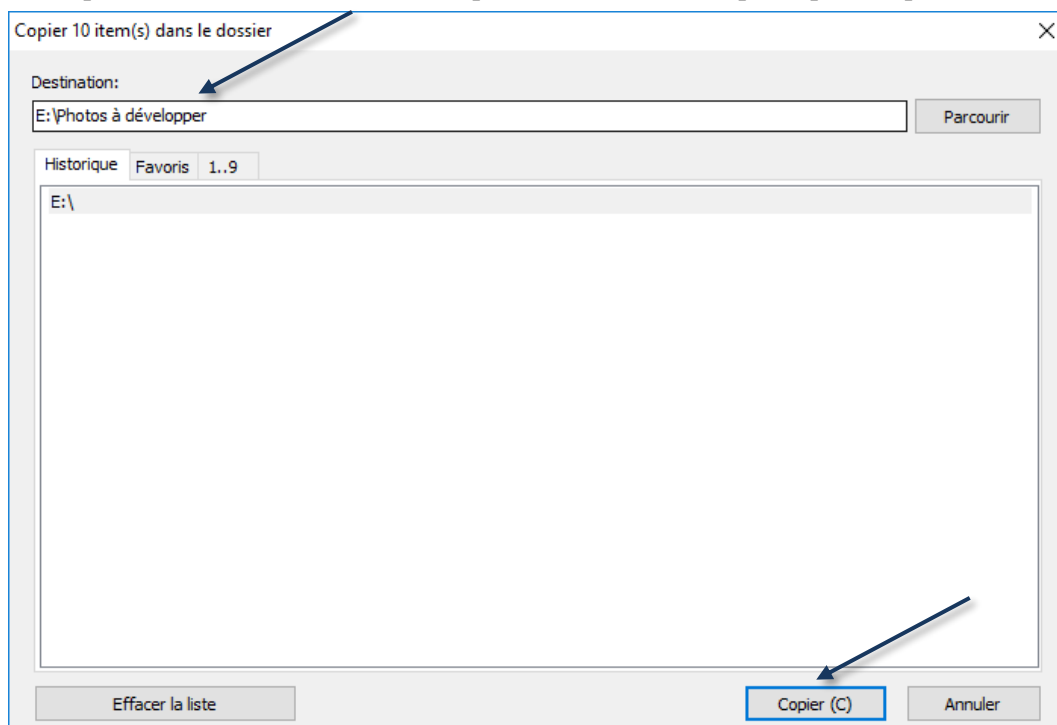 Copier 10 item(s) dans le dossier
Destination:
E:\Photos à développer
Parcourir
Historique Favoris 1..9
E:\
Effacer la liste
Copier (C)
Annuler